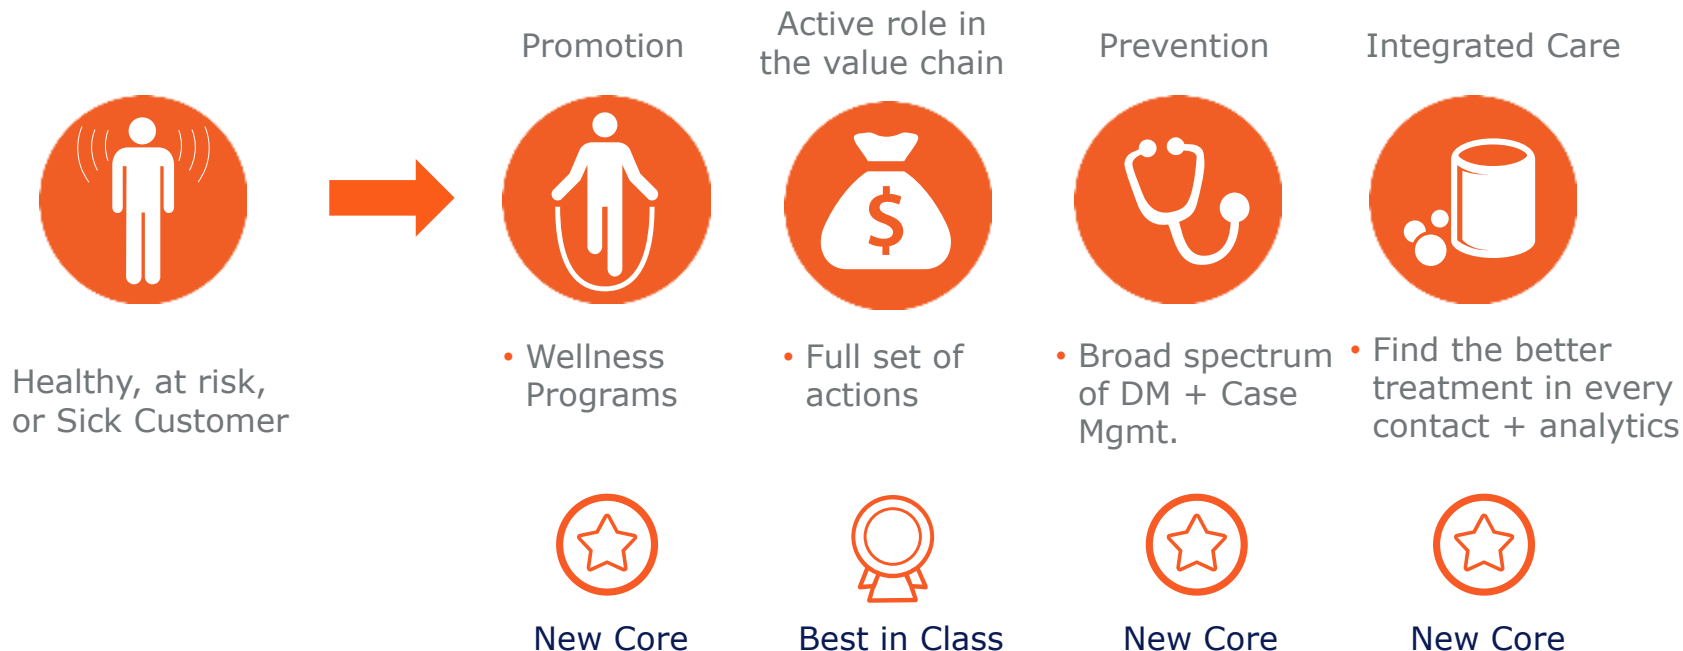 Promotion
Active role in
the value chain
Prevention
Integrated Care
$
Healthy, at risk,
or Sick Customer
• Wellness
Programs
• Full set of
actions
• Broad spectrum
of DM + Case
Mgmt.
• Find the better
treatment in every
contact + analytics
New Core
Best in Class
New Core
New Core